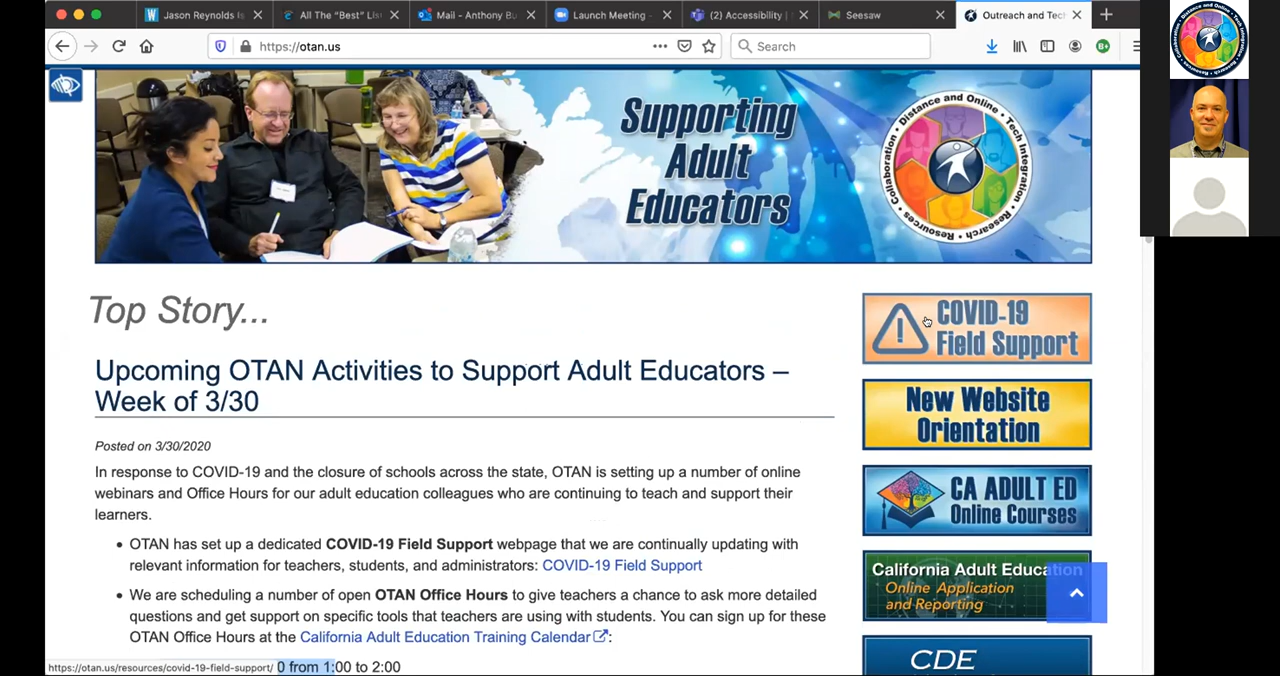 Jason Reynolds Is
All The "Best" Lis
Mail - Anthony Bu
Launch Meeting -
(2) Accessibility |
Seesaw
Outreach and Tec
https://otan.us
Search
Supporting
Adult
Educators
Distance and Online • Tech Integration • Research • Resources • Collaboration •
Top Story...
COVID-19
Field Support
Upcoming OTAN Activities to Support Adult Educators –
Week of 3/30
New Website
Orientation
Posted on 3/30/2020
In response to COVID-19 and the closure of schools across the state, OTAN is setting up a number of online
webinars and Office Hours for our adult education colleagues who are continuing to teach and support their
learners.
CA ADULT ED
Online Courses
• OTAN has set up a dedicated COVID-19 Field Support webpage that we are continually updating with
relevant information for teachers, students, and administrators: COVID-19 Field Support
California Adult Education
Online Application
and Reporting
• We are scheduling a number of open OTAN Office Hours to give teachers a chance to ask more detailed
questions and get support on specific tools that teachers are using with students. You can sign up for these
OTAN Office Hours at the California Adult Education Training Calendar:
CDE
https://otan.us/resources/covid-19-field-support/
0 from 1:00 to 2:00